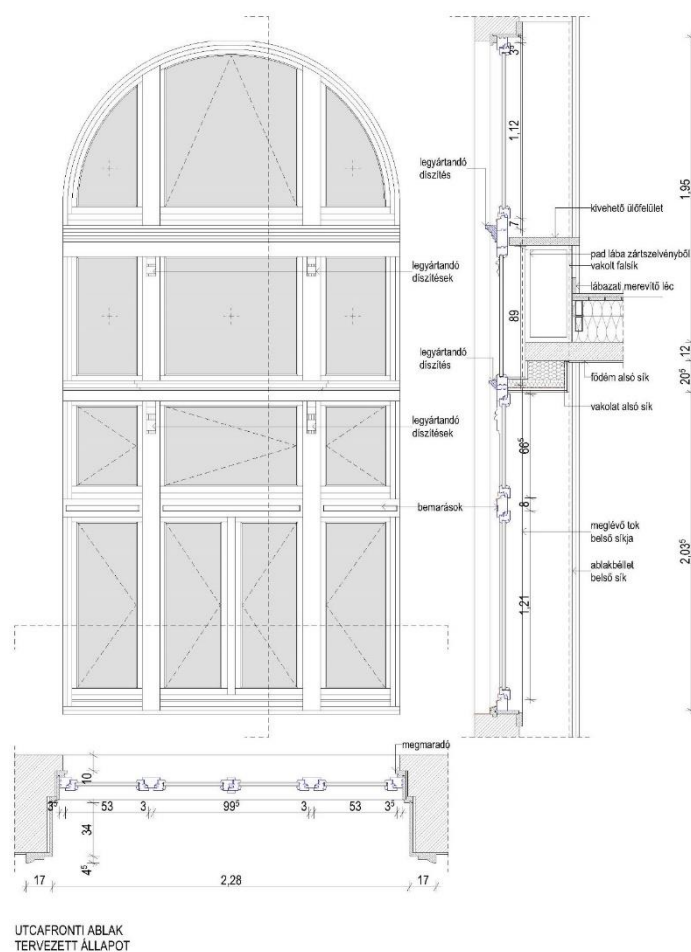 3⁵
1,12
legyártandó
díszítés
7
kivehető ülőfelület
1,95
pad lába zártszelvényből
vakolt falsík
legyártandó
díszítések
lábazati merevítő léc
89
legyártandó
díszítés
12
födém alsó sík
20⁵
vakolat alsó sík
legyártandó
díszítések
66⁵
bemarások
8
meglévő tok
belső síkja
2,03⁵
ablakbéllet
belső sík
1,21
megmaradó
10
3⁵
53
3
99⁵
3
53
3⁵
34
4⁵
17
2,28
17
UTCAFRONTI ABLAK
TERVEZETT ÁLLAPOT